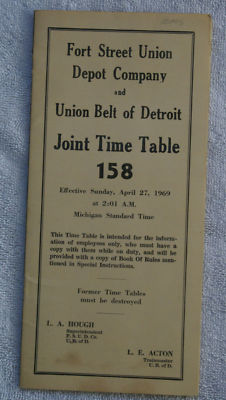 Fort Street Union
Depot Company
and
Union Belt of Detroit
Joint Time Table
158
Effective Sunday, April 27, 1969
at 2:01 A.M.
Michigan Standard Time
This Time Table is intended for the inform-
ation of employees only, who must have a
copy with them while on duty, and will be
provided with a copy of Book Of Rules men-
tioned in Special Instructions.
Former Time Tables
must be destroyed
L. A. HOUGH
Superintendent
F. S. U. D. Co.
U. B. of D.
L. E. ACTON
Trainmaster
U. B. of D.